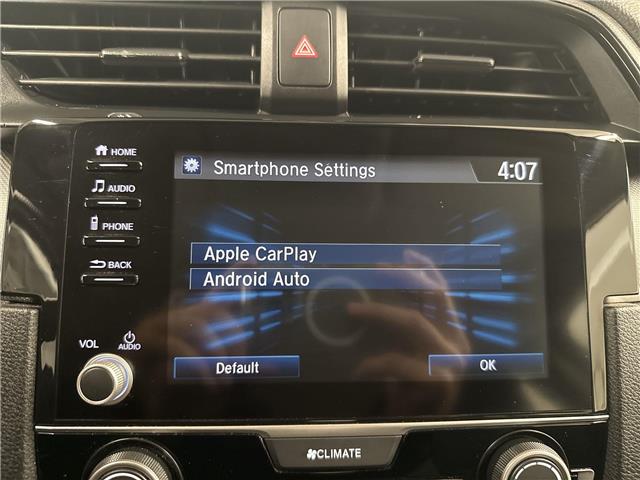 HOME
Smartphone Settings 4:07
AUDIO
PHONE
Apple CarPlay
BACK
Android Auto
VOL AUDIO
Default OK
CLIMATE